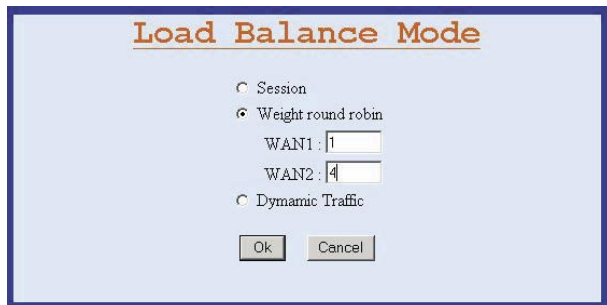 Load Balance Mode
Session
Weight round robin
WAN1 : 1
WAN2 : 4
Dymamic Traffic
Ok Cancel